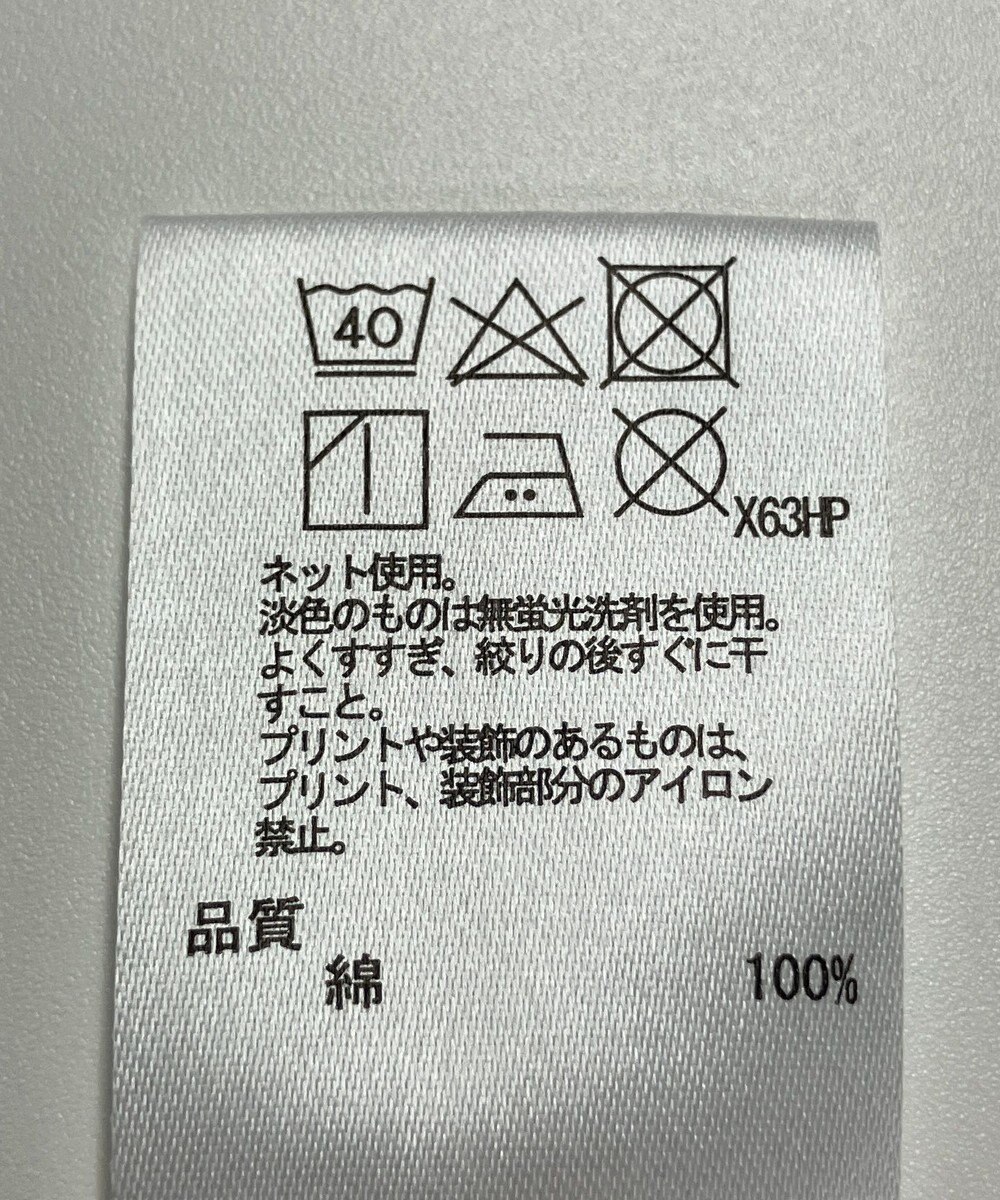 40
X63HP
ネット使用。
淡色のものは無蛍光洗剤を使用。
よくすすぎ、絞りの後すぐに干
すこと。
プリントや装飾のあるものは、
プリント、装飾部分のアイロン
禁止。
品質
綿 100%